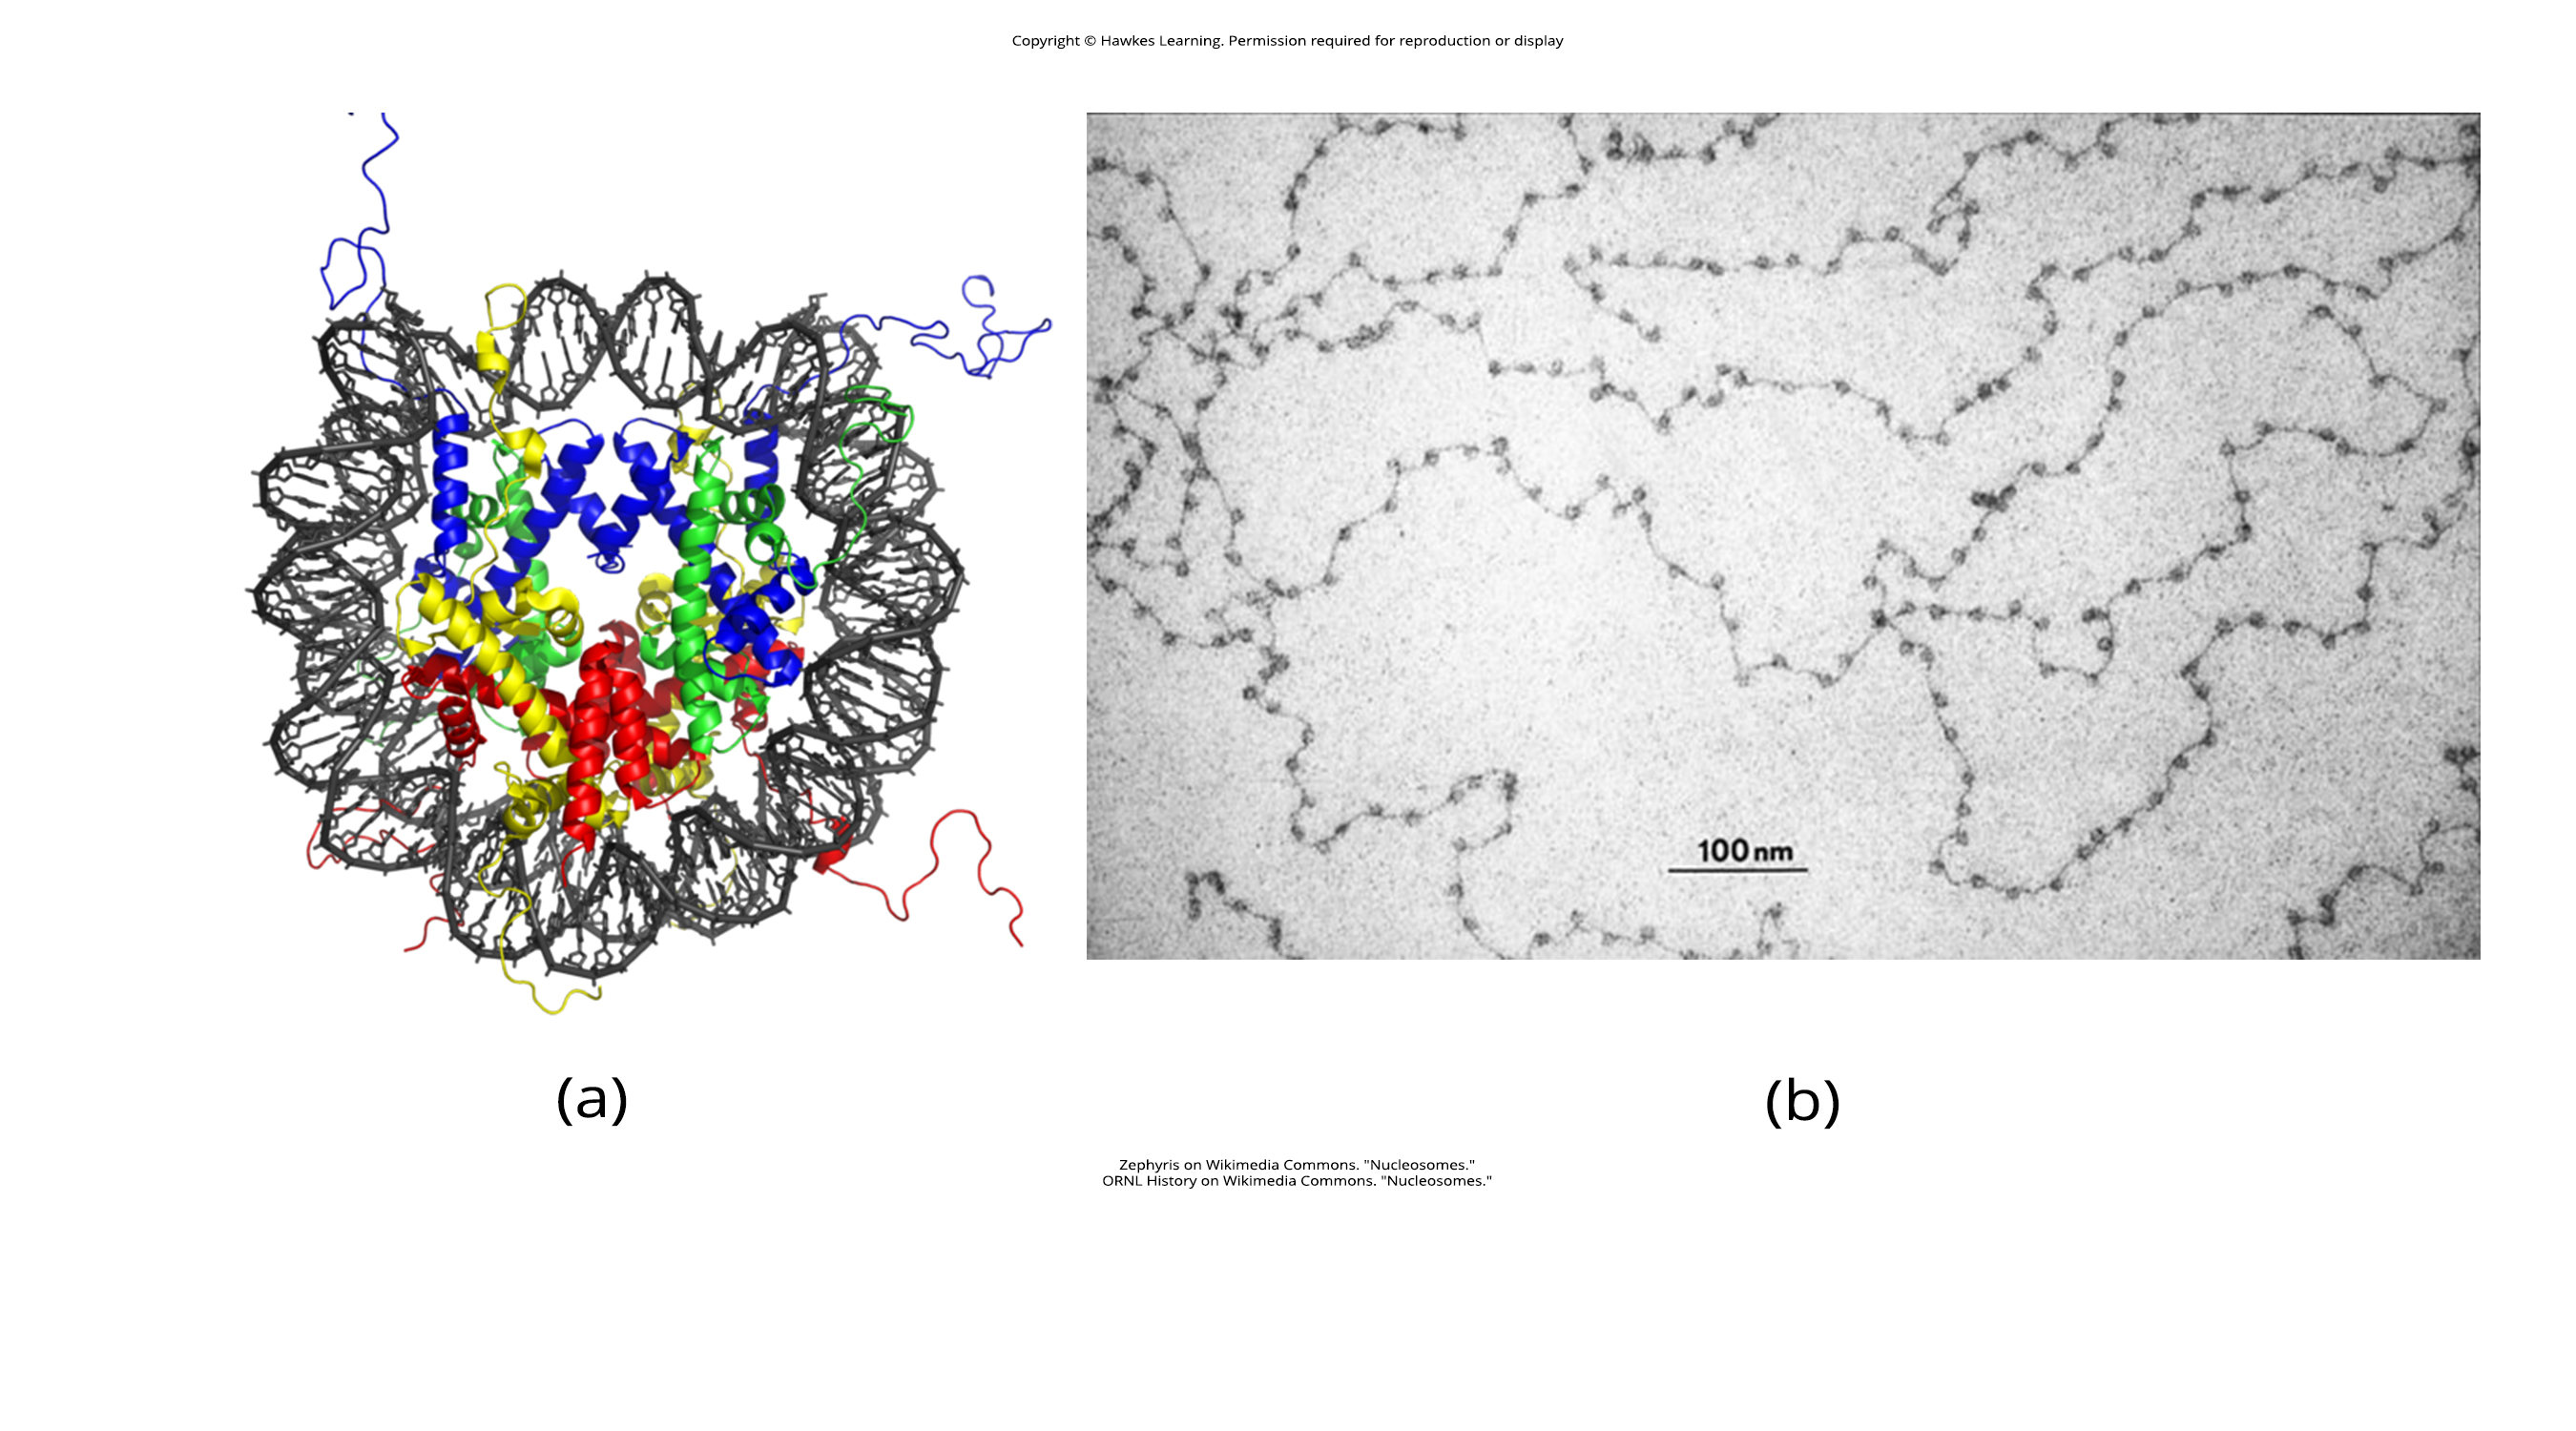 Copyright © Hawkes Learning. Permission required for reproduction or display
100 nm
(a)
(b)
Zephyris on Wikimedia Commons. "Nucleosomes."
ORNL History on Wikimedia Commons. "Nucleosomes."